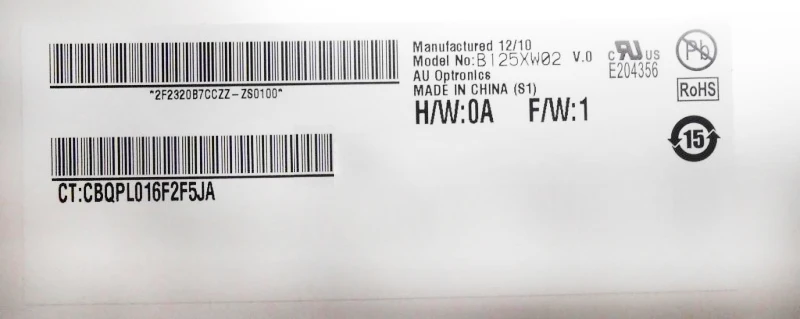 *2F2320B7CCZZ-ZS0100*
CT:CBQPL016F2F5JA
Manufactured 12/10
Model No:B125XW02 V.0
AU Optronics
MADE IN CHINA (S1)
H/W:0A F/W:1
c RU US
E204356
Pb
RoHS
15